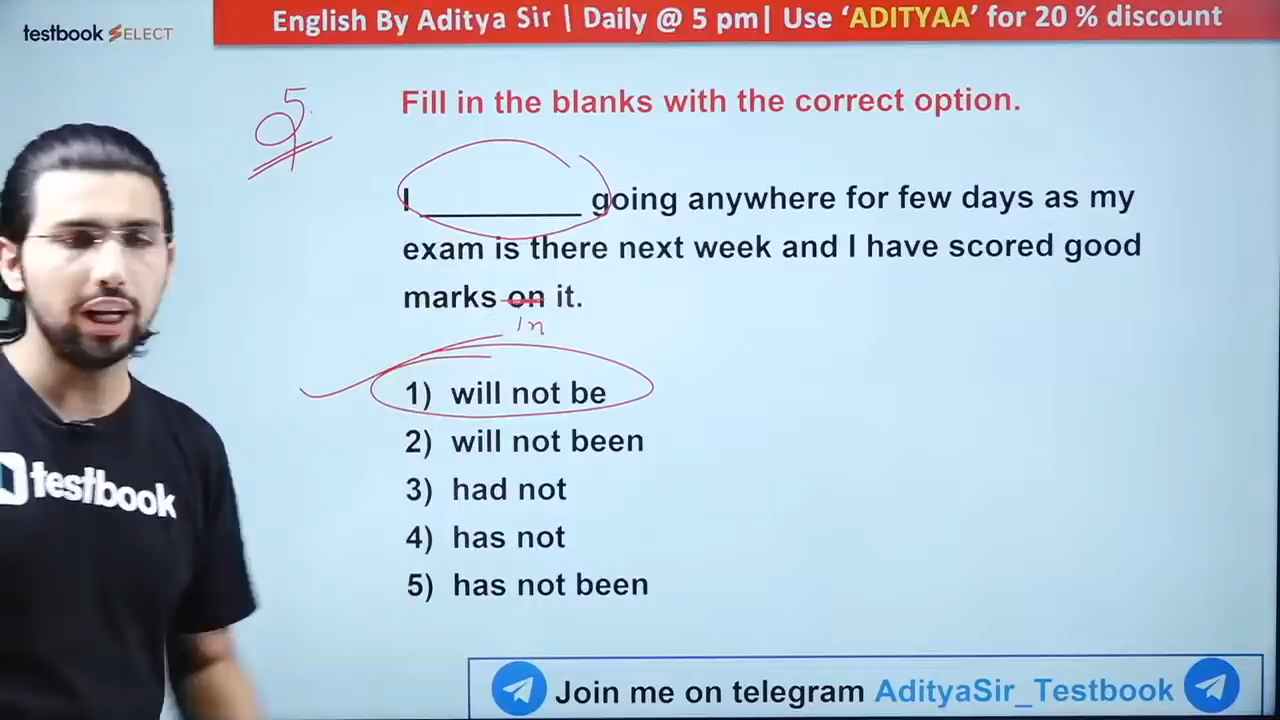 testbook SELECT
English By Aditya Sir | Daily @ 5 pm| Use ‘ADITYAA’ for 20 % discount
Q 5.
Fill in the blanks with the correct option.
I __________ going anywhere for few days as my
exam is there next week and I have scored good
marks on it.
In
1) will not be
2) will not been
3) had not
4) has not
5) has not been
testbook
Join me on telegram AdityaSir_Testbook